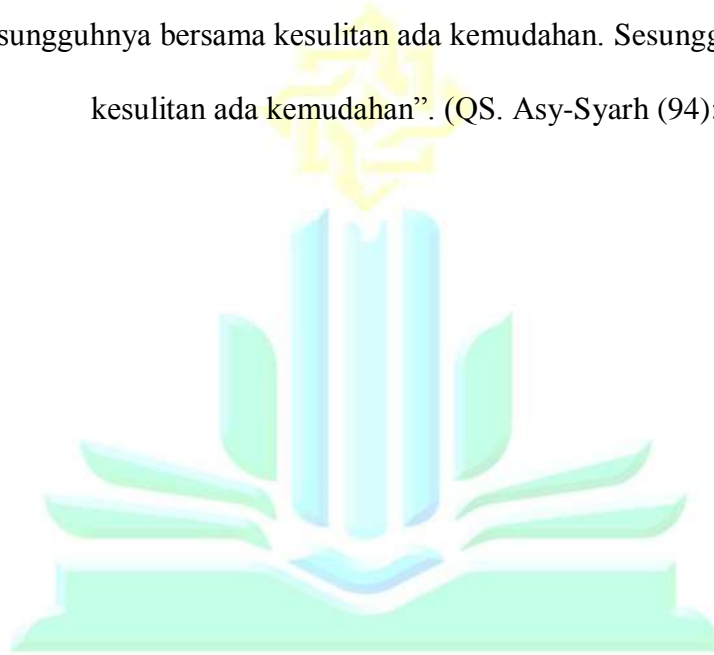 sungguhnya bersama kesulitan ada kemudahan. Sesungg
kesulitan ada kemudahan”. (QS. Asy-Syarh (94):